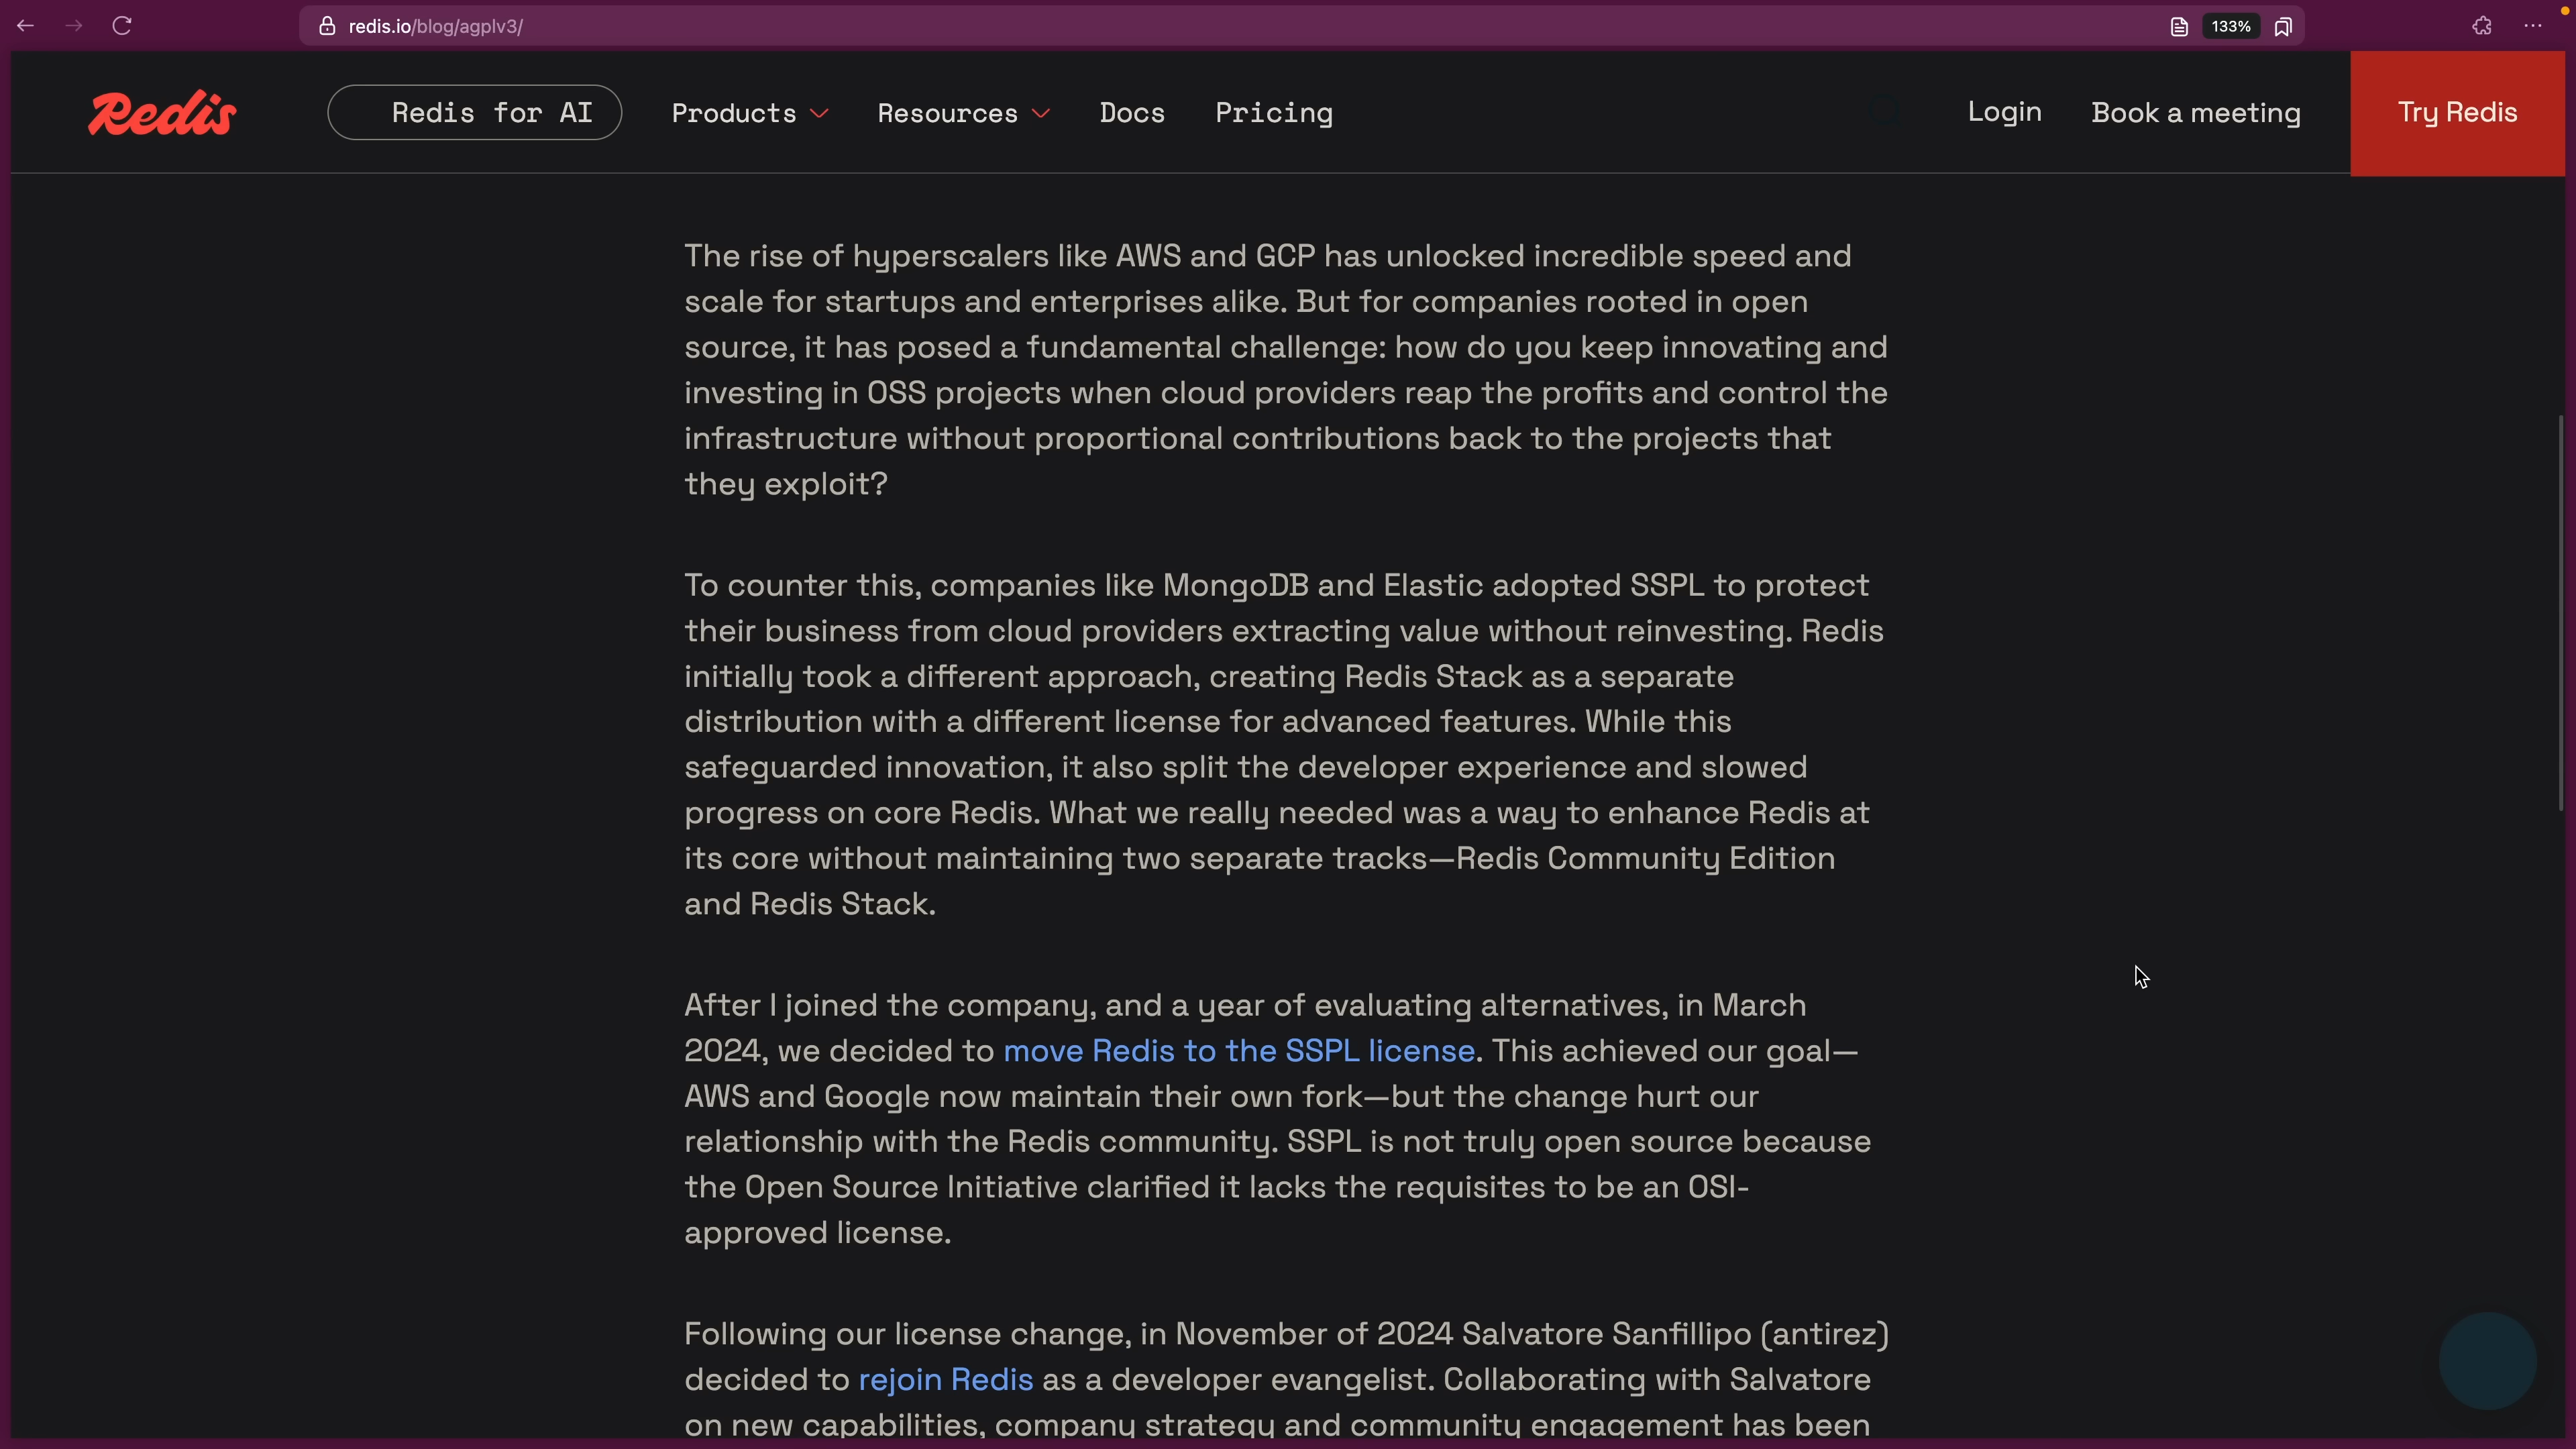 redis.io/blog/agplv3/
133%
Redis
Redis for AI
Products
Resources
Docs
Pricing
Login
Book a meeting
Try Redis
The rise of hyperscalers like AWS and GCP has unlocked incredible speed and
scale for startups and enterprises alike. But for companies rooted in open
source, it has posed a fundamental challenge: how do you keep innovating and
investing in OSS projects when cloud providers reap the profits and control the
infrastructure without proportional contributions back to the projects that
they exploit?
To counter this, companies like MongoDB and Elastic adopted SSPL to protect
their business from cloud providers extracting value without reinvesting. Redis
initially took a different approach, creating Redis Stack as a separate
distribution with a different license for advanced features. While this
safeguarded innovation, it also split the developer experience and slowed
progress on core Redis. What we really needed was a way to enhance Redis at
its core without maintaining two separate tracks—Redis Community Edition
and Redis Stack.
After I joined the company, and a year of evaluating alternatives, in March
2024, we decided to move Redis to the SSPL license. This achieved our goal—
AWS and Google now maintain their own fork—but the change hurt our
relationship with the Redis community. SSPL is not truly open source because
the Open Source Initiative clarified it lacks the requisites to be an OSI-
approved license.
Following our license change, in November of 2024 Salvatore Sanfillipo (antirez)
decided to rejoin Redis as a developer evangelist. Collaborating with Salvatore
on new capabilities, company strategy and community engagement has been